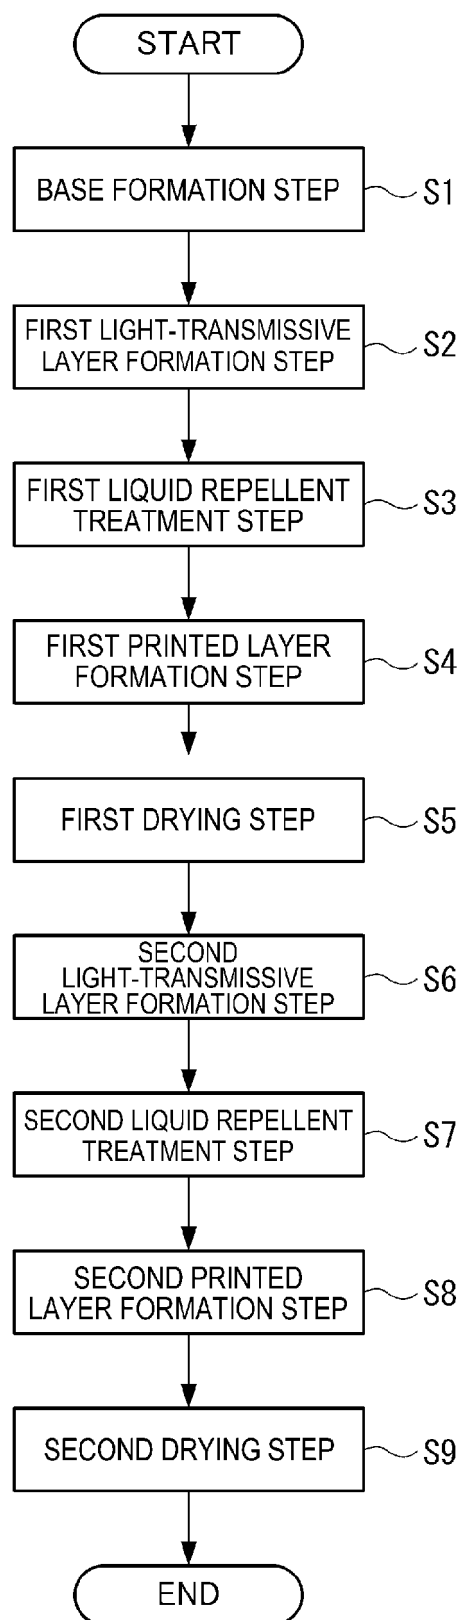 START
BASE FORMATION STEP
S1
FIRST LIGHT-TRANSMISSIVE
LAYER FORMATION STEP
S2
FIRST LIQUID REPELLENT
TREATMENT STEP
S3
FIRST PRINTED LAYER
FORMATION STEP
S4
FIRST DRYING STEP
S5
SECOND
LIGHT-TRANSMISSIVE
LAYER FORMATION STEP
S6
SECOND LIQUID REPELLENT
TREATMENT STEP
S7
SECOND PRINTED
LAYER FORMATION STEP
S8
SECOND DRYING STEP
S9
END